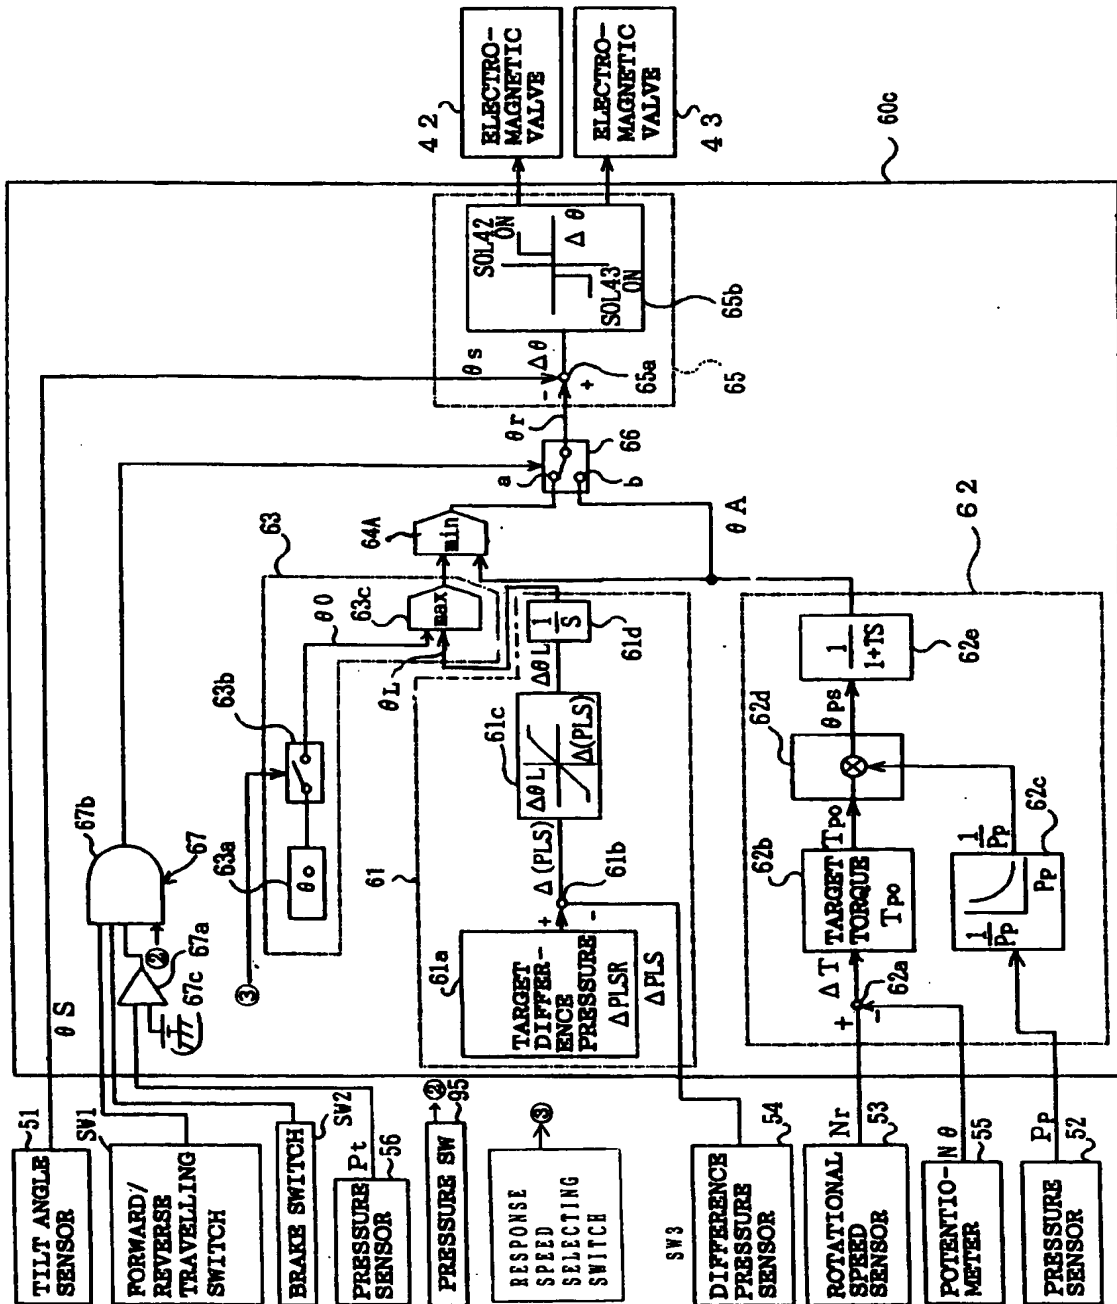 TILT ANGLE
SENSOR
51
FORWARD/
REVERSE
TRAVELLING
SWITCH
SW1
BRAKE SWITCH
SW2
PRESSURE
SENSOR
Pt
56
PRESSURE SW
②
95
RESPONSE
SPEED
SELECTING
SWITCH
③
SW3
DIFFERENCE
PRESSURE
SENSOR
54
ROTATIONAL
SPEED
SENSOR
Nr
53
POTENTIO-
METER
Nθ
55
PRESSURE
SENSOR
Pp
52
θS
67c
67a
②
67
67b
③
63a
θo
63b
θ0
63c
max
63
θL
64A
min
61
61a
TARGET
DIFFER-
ENCE
PRESSURE
ΔPLSR
ΔPLS
+
-
61b
Δ(PLS)
61c
ΔθL
Δ(PLS)
ΔθL
1
S
61d
62
+
-
62a
ΔT
62b
TARGET
TORQUE
Tpo
Tpo
62d
1
Pp
Pp
62c
1
Pp
θps
1
1+TS
62e
θA
a
b
66
θr
θs
-
+
65a
Δθ
SOL42
ON
Δθ
SOL43
ON
65b
65
60c
42
ELECTRO-
MAGNETIC
VALVE
ELECTRO-
MAGNETIC
VALVE
43